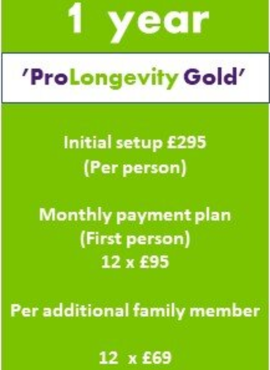 1 year
'ProLongevity Gold'
Initial setup £295
(Per person)
Monthly payment plan
(First person)
12 x £95
Per additional family member
12 x £69